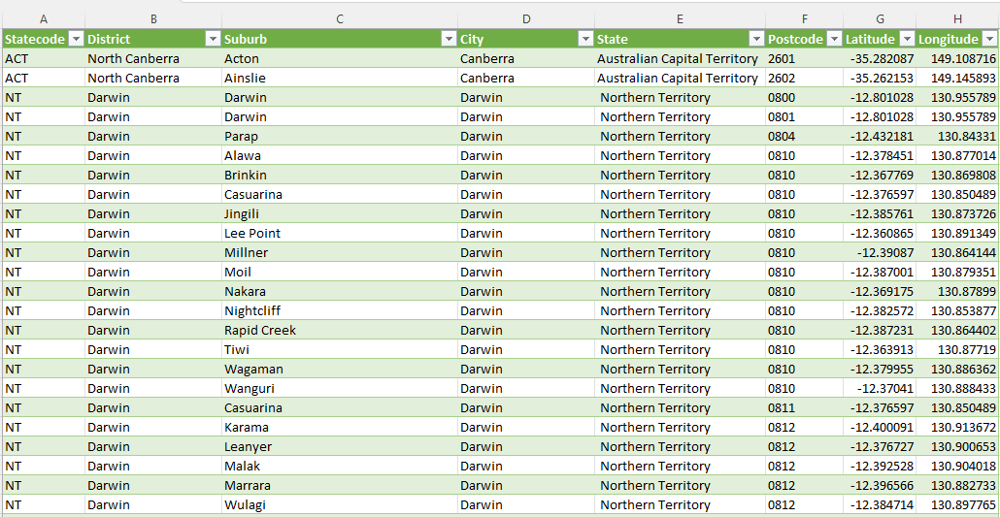 A B C D E F G H
Statecode District Suburb City State Postcode Latitude Longitude
ACT North Canberra Acton Canberra Australian Capital Territory 2601 -35.282087 149.108716
ACT North Canberra Ainslie Canberra Australian Capital Territory 2602 -35.262153 149.145893
NT Darwin Darwin Darwin Northern Territory 0800 -12.801028 130.955789
NT Darwin Darwin Darwin Northern Territory 0801 -12.801028 130.955789
NT Darwin Parap Darwin Northern Territory 0804 -12.432181 130.84331
NT Darwin Alawa Darwin Northern Territory 0810 -12.378451 130.877014
NT Darwin Brinkin Darwin Northern Territory 0810 -12.367769 130.869808
NT Darwin Casuarina Darwin Northern Territory 0810 -12.376597 130.850489
NT Darwin Jingili Darwin Northern Territory 0810 -12.385761 130.873726
NT Darwin Lee Point Darwin Northern Territory 0810 -12.360865 130.891349
NT Darwin Millner Darwin Northern Territory 0810 -12.39087 130.864144
NT Darwin Moil Darwin Northern Territory 0810 -12.387001 130.879351
NT Darwin Nakara Darwin Northern Territory 0810 -12.369175 130.87899
NT Darwin Nightcliff Darwin Northern Territory 0810 -12.382572 130.853877
NT Darwin Rapid Creek Darwin Northern Territory 0810 -12.387231 130.864402
NT Darwin Tiwi Darwin Northern Territory 0810 -12.363913 130.87719
NT Darwin Wagaman Darwin Northern Territory 0810 -12.379955 130.886362
NT Darwin Wanguri Darwin Northern Territory 0810 -12.37041 130.888433
NT Darwin Casuarina Darwin Northern Territory 0811 -12.376597 130.850489
NT Darwin Karama Darwin Northern Territory 0812 -12.400091 130.913672
NT Darwin Leanyer Darwin Northern Territory 0812 -12.376727 130.900653
NT Darwin Malak Darwin Northern Territory 0812 -12.392528 130.904018
NT Darwin Marrara Darwin Northern Territory 0812 -12.396566 130.882733
NT Darwin Wulagi Darwin Northern Territory 0812 -12.384714 130.897765